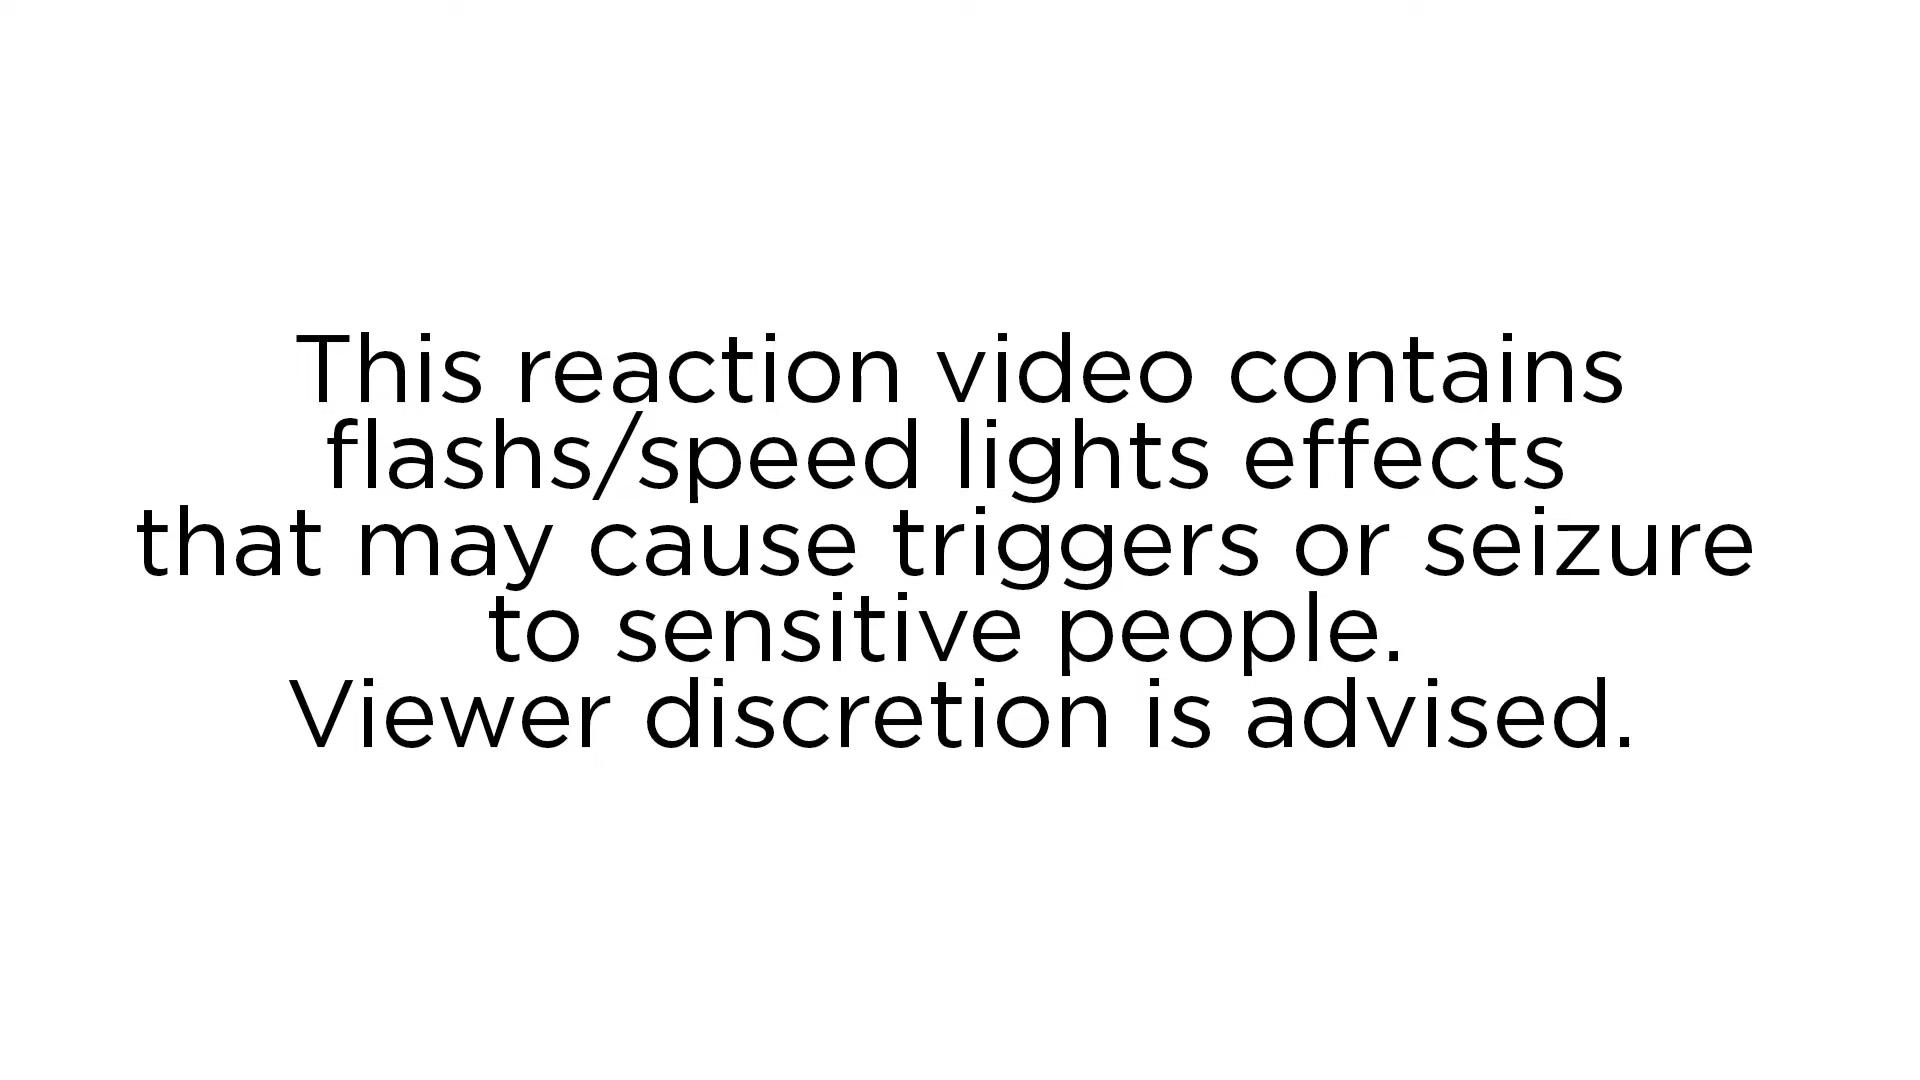 This reaction video contains
flashs/speed lights effects
that may cause triggers or seizure
to sensitive people.
Viewer discretion is advised.